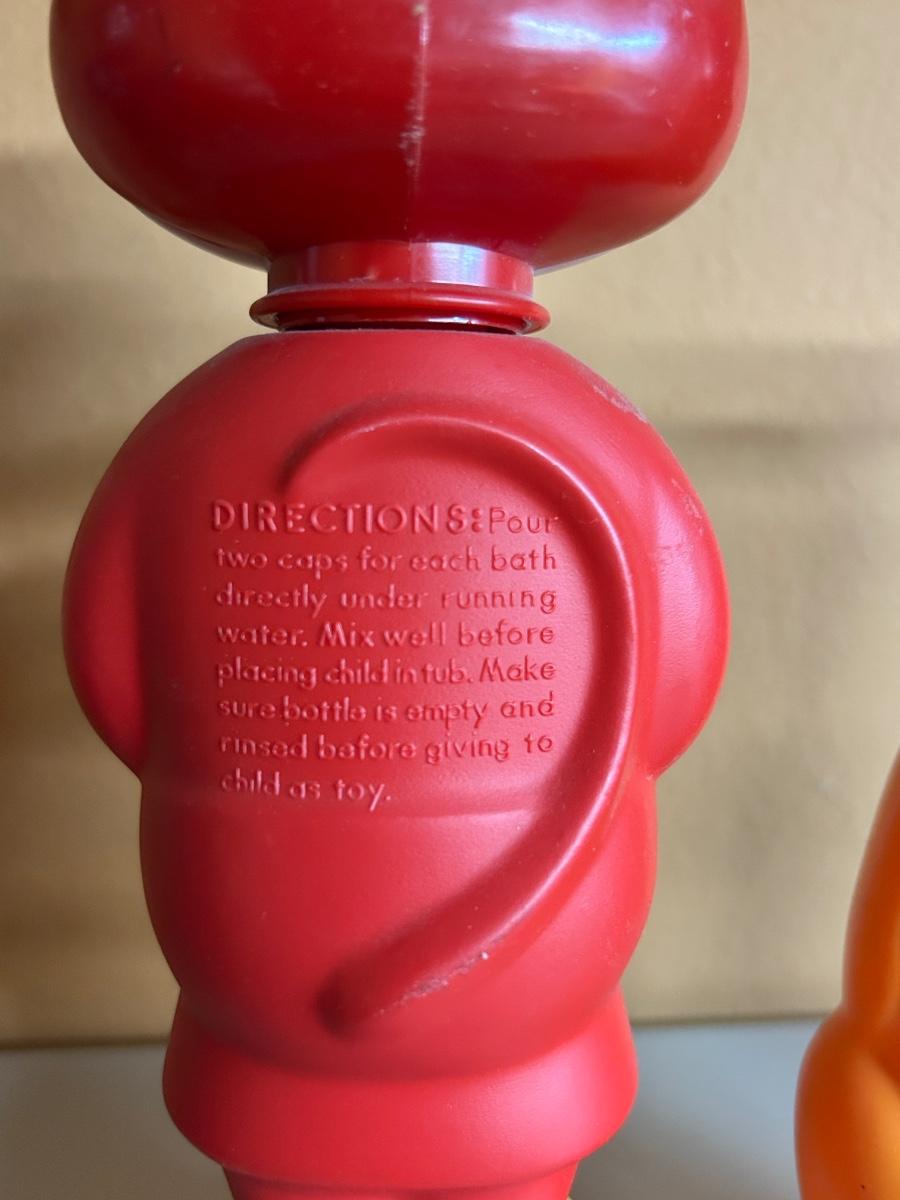 DIRECTIONS: Pour
two caps for each bath
directly under running
water. Mix well before
placing child in tub. Make
sure bottle is empty and
rinsed before giving to
child as toy.